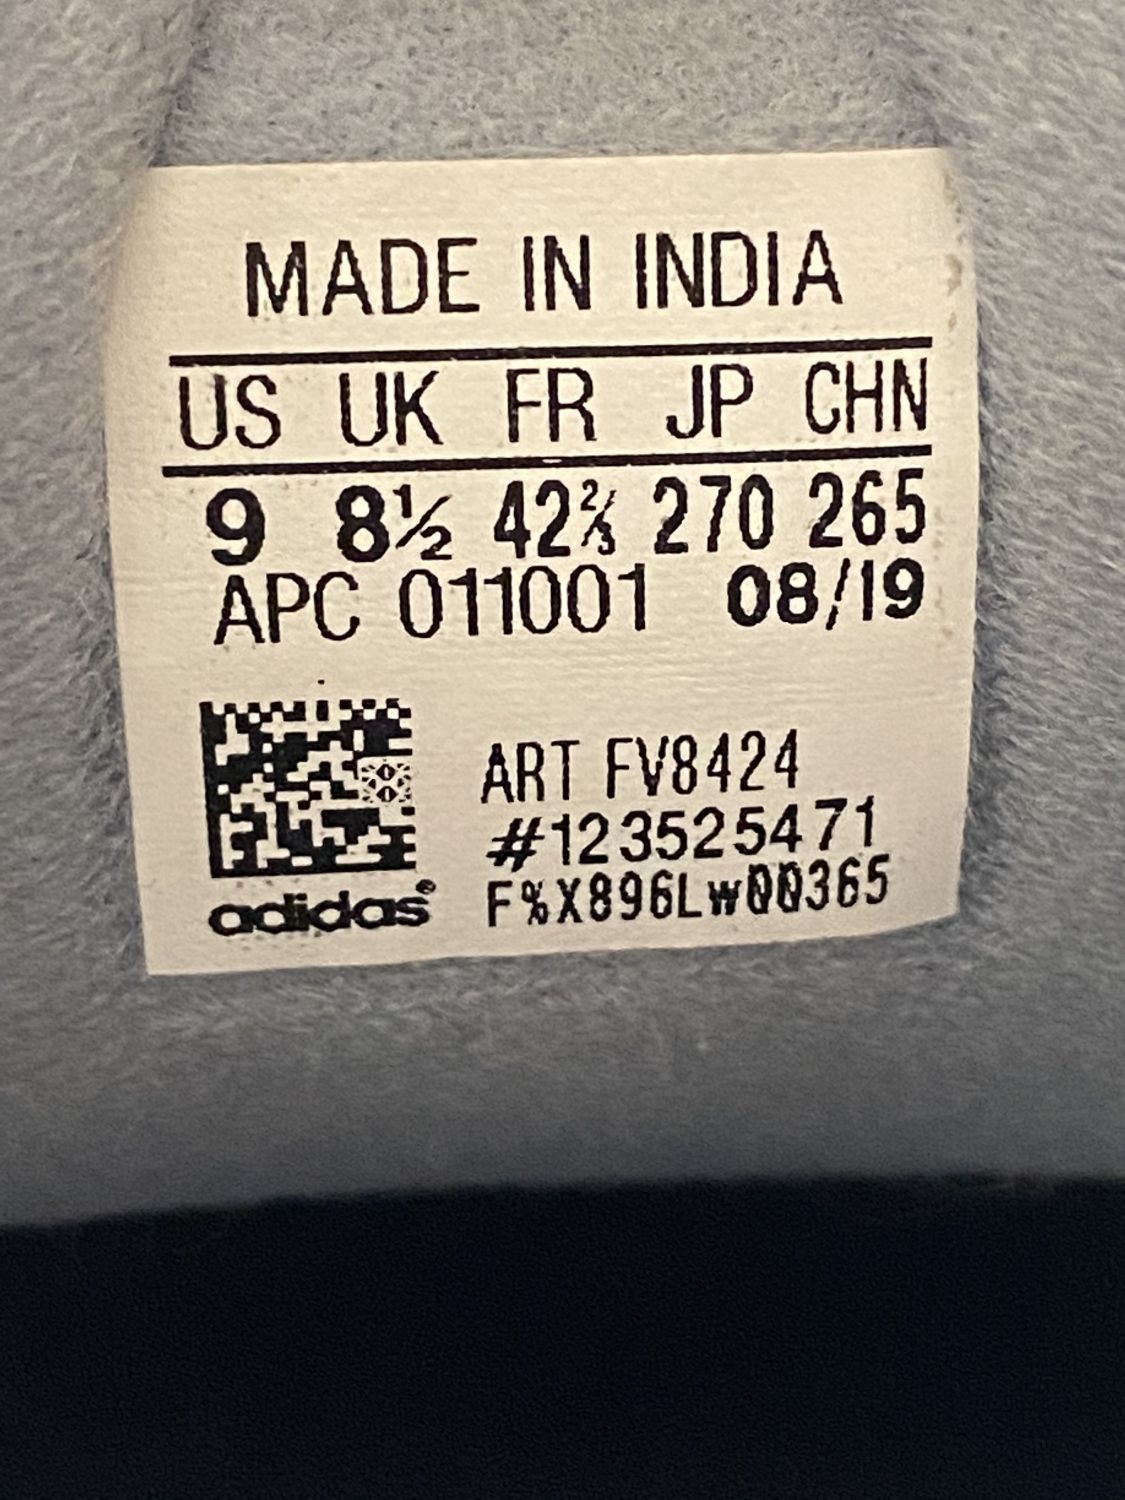 MADE IN INDIA
US UK FR JP CHN
9 8½ 42⅔ 270 265
APC 011001 08/19
ART FV8424
#123525471
F%X896Lw00365
adidas®